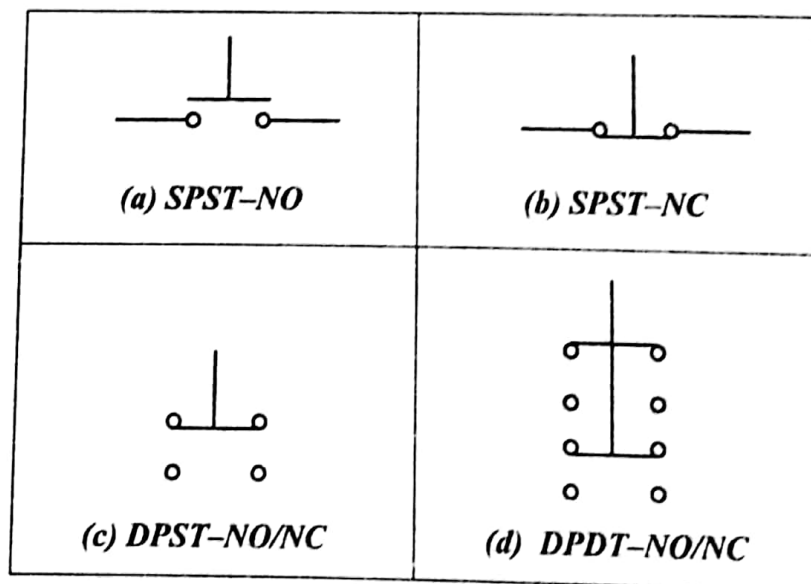 (a) SPST–NO
(b) SPST–NC
(c) DPST–NO/NC
(d) DPDT–NO/NC